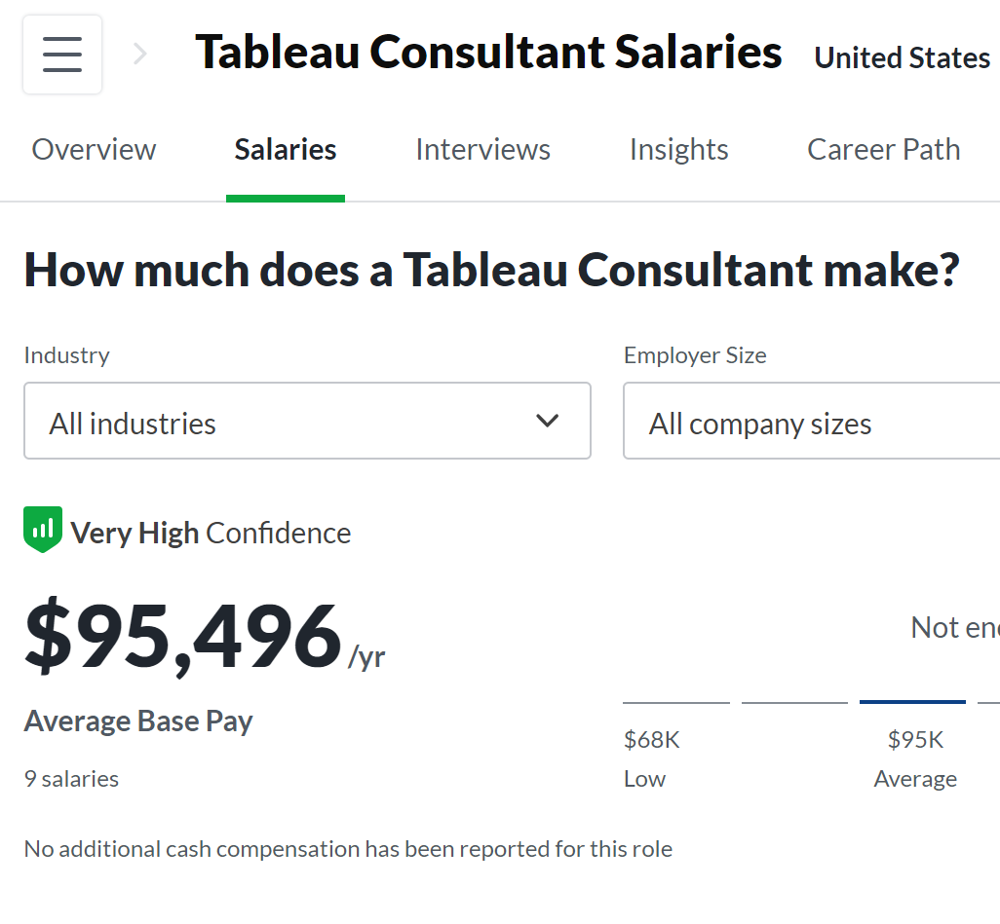 Tableau Consultant Salaries United States
Overview Salaries Interviews Insights Career Path
How much does a Tableau Consultant make?
Industry Employer Size
All industries All company sizes
Very High Confidence
$95,496 /yr
Not
Average Base Pay
$68K $95K
9 salaries Low Average
No additional cash compensation has been reported for this role